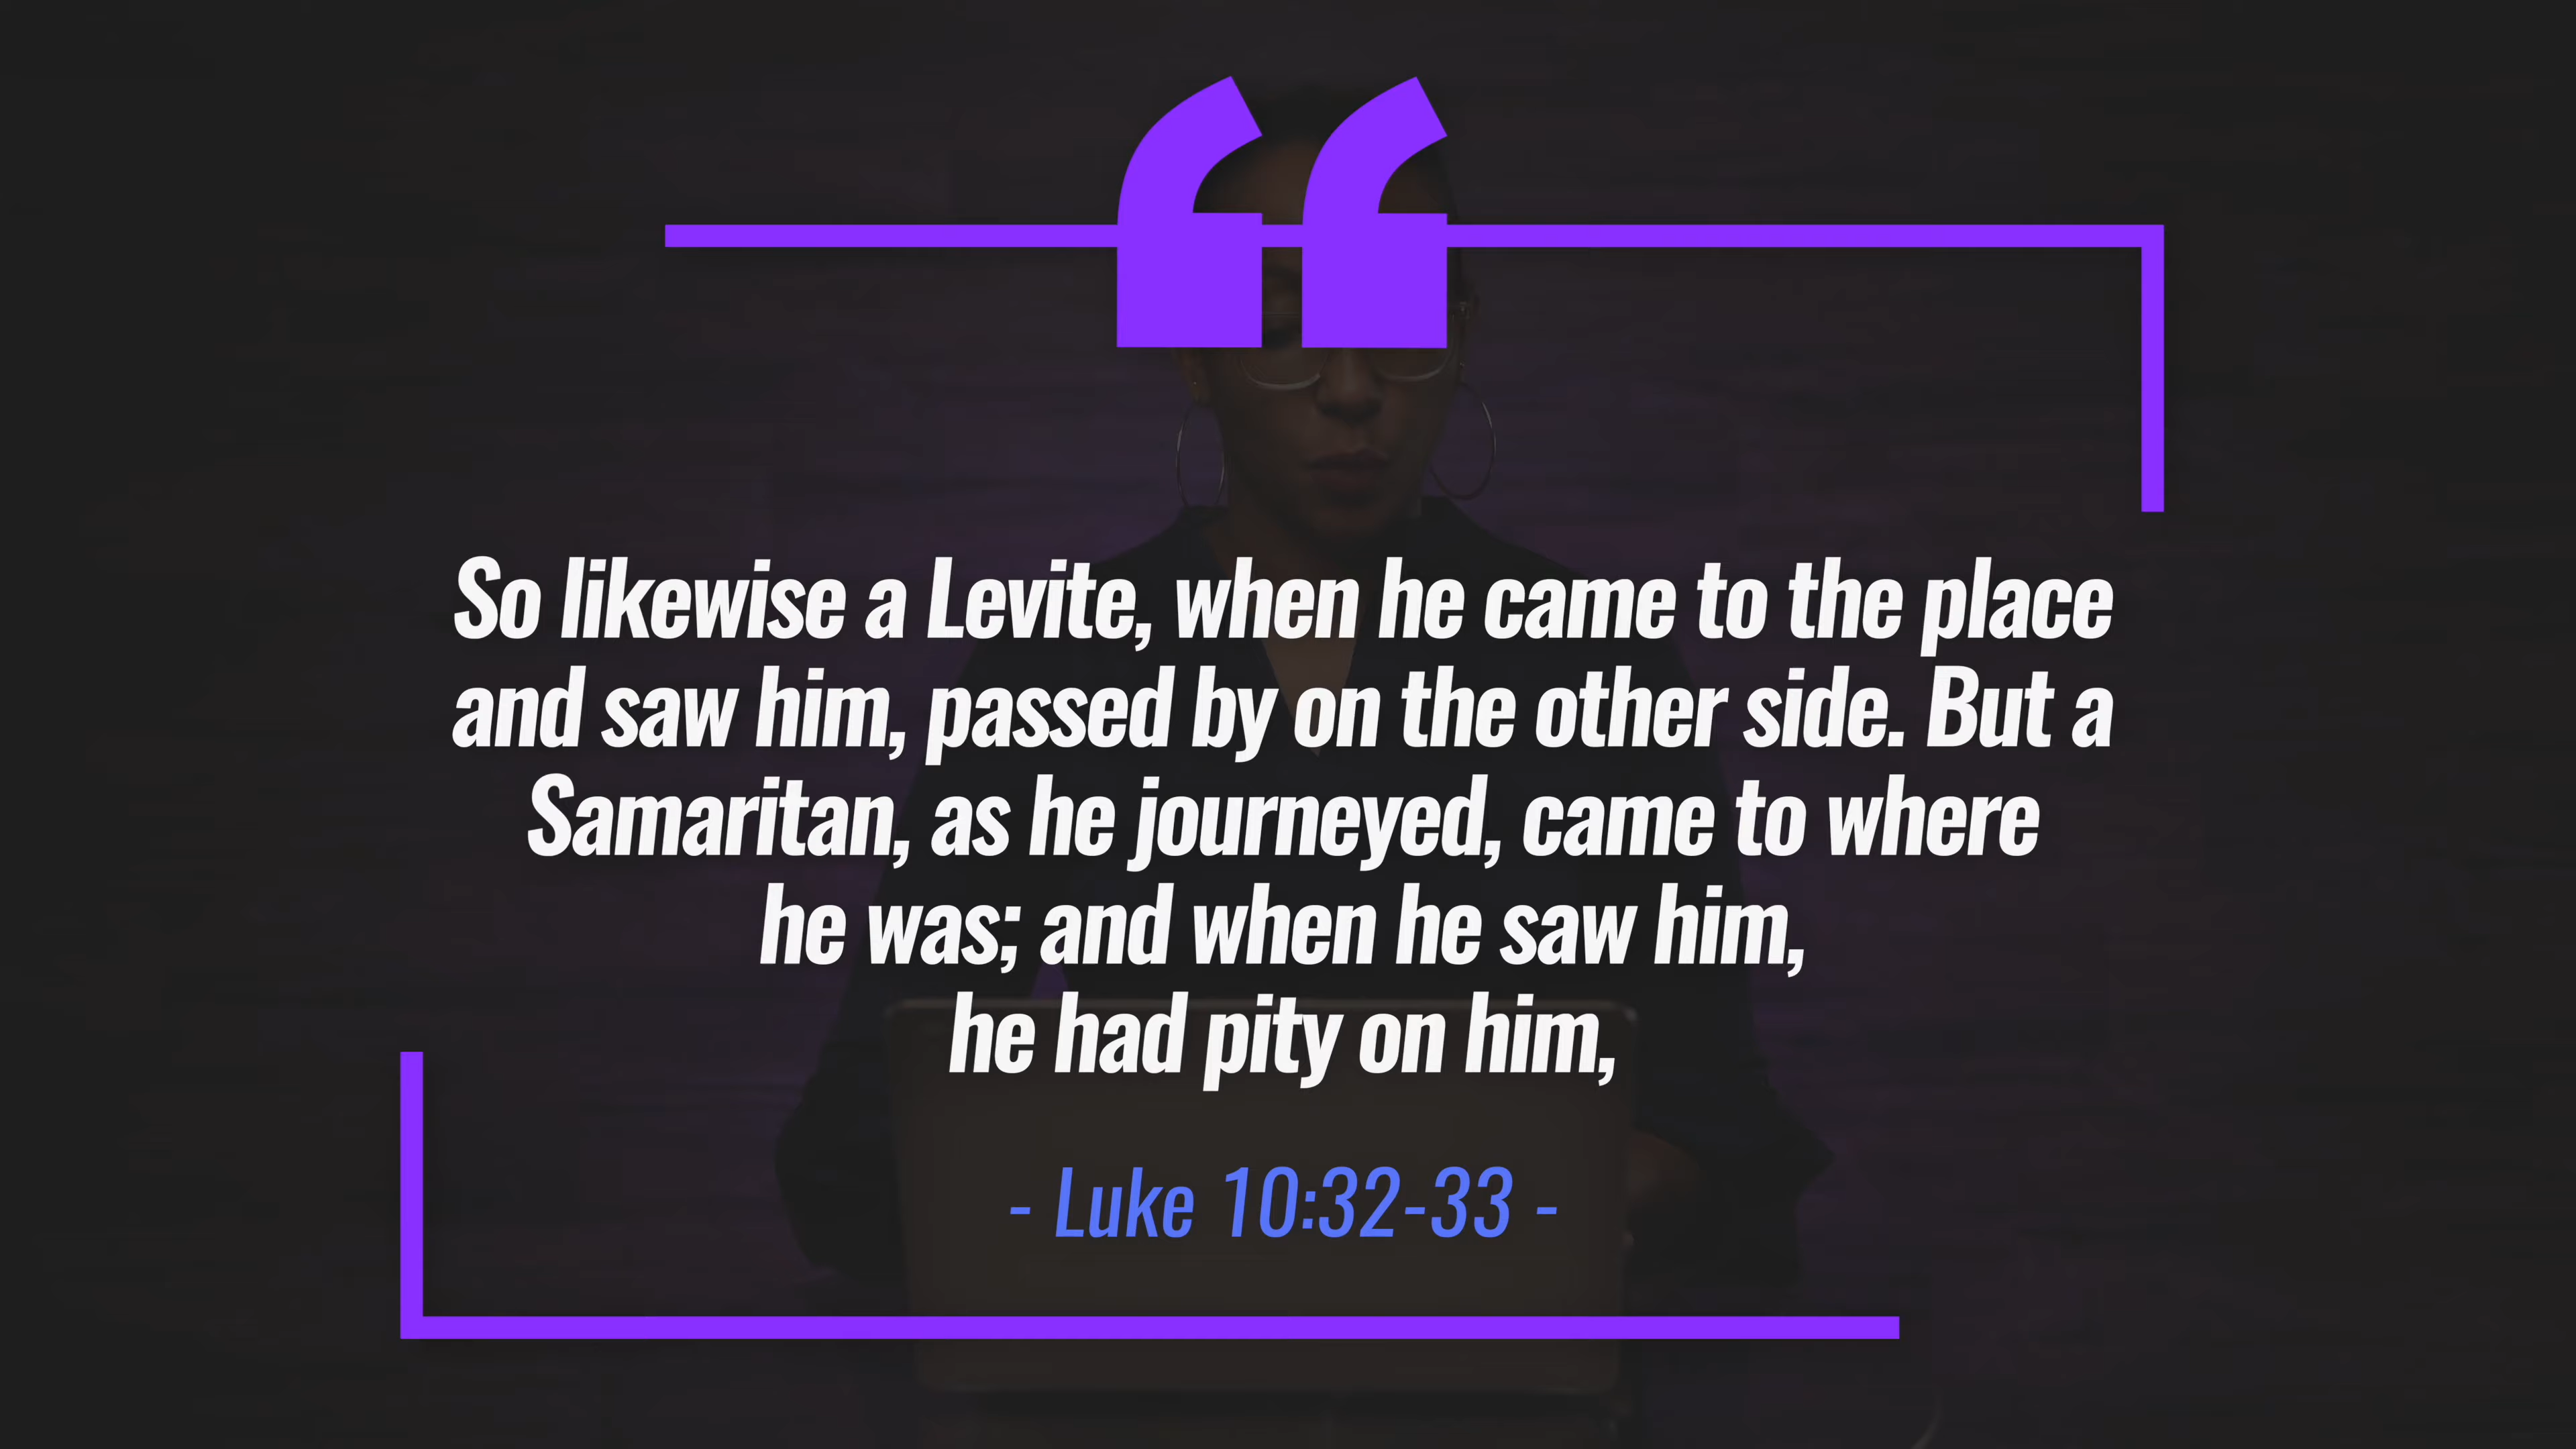 So likewise a Levite, when he came to the place
and saw him, passed by on the other side. But a
Samaritan, as he journeyed, came to where
he was; and when he saw him,
he had pity on him,
- Luke 10:32-33 -